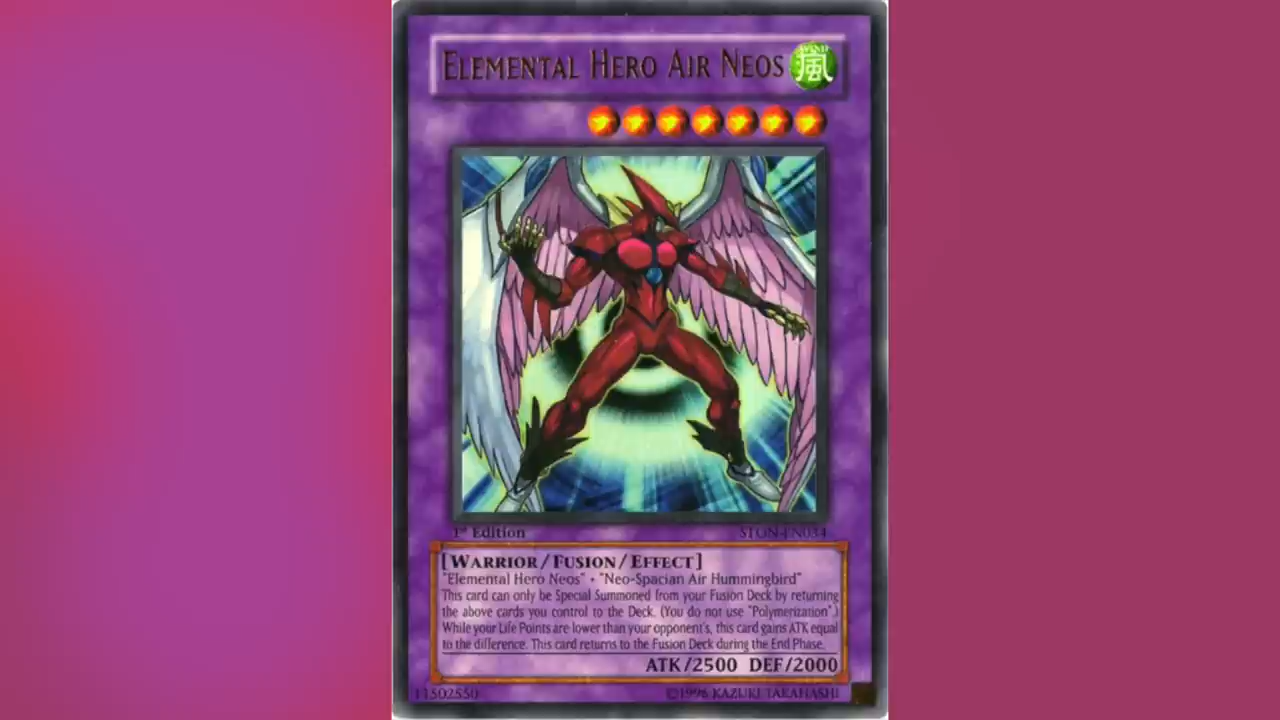 Elemental Hero Air Neos
WIND
風
1st Edition
STON-EN034
[Warrior/Fusion/Effect]
"Elemental Hero Neos" + "Neo-Spacian Air Hummingbird"
This card can only be Special Summoned from your Fusion Deck by returning
the above cards you control to the Deck. (You do not use "Polymerization".)
While your Life Points are lower than your opponent's, this card gains ATK equal
to the difference. This card returns to the Fusion Deck during the End Phase.
ATK/2500 DEF/2000
11502550
©1996 KAZUKI TAKAHASHI